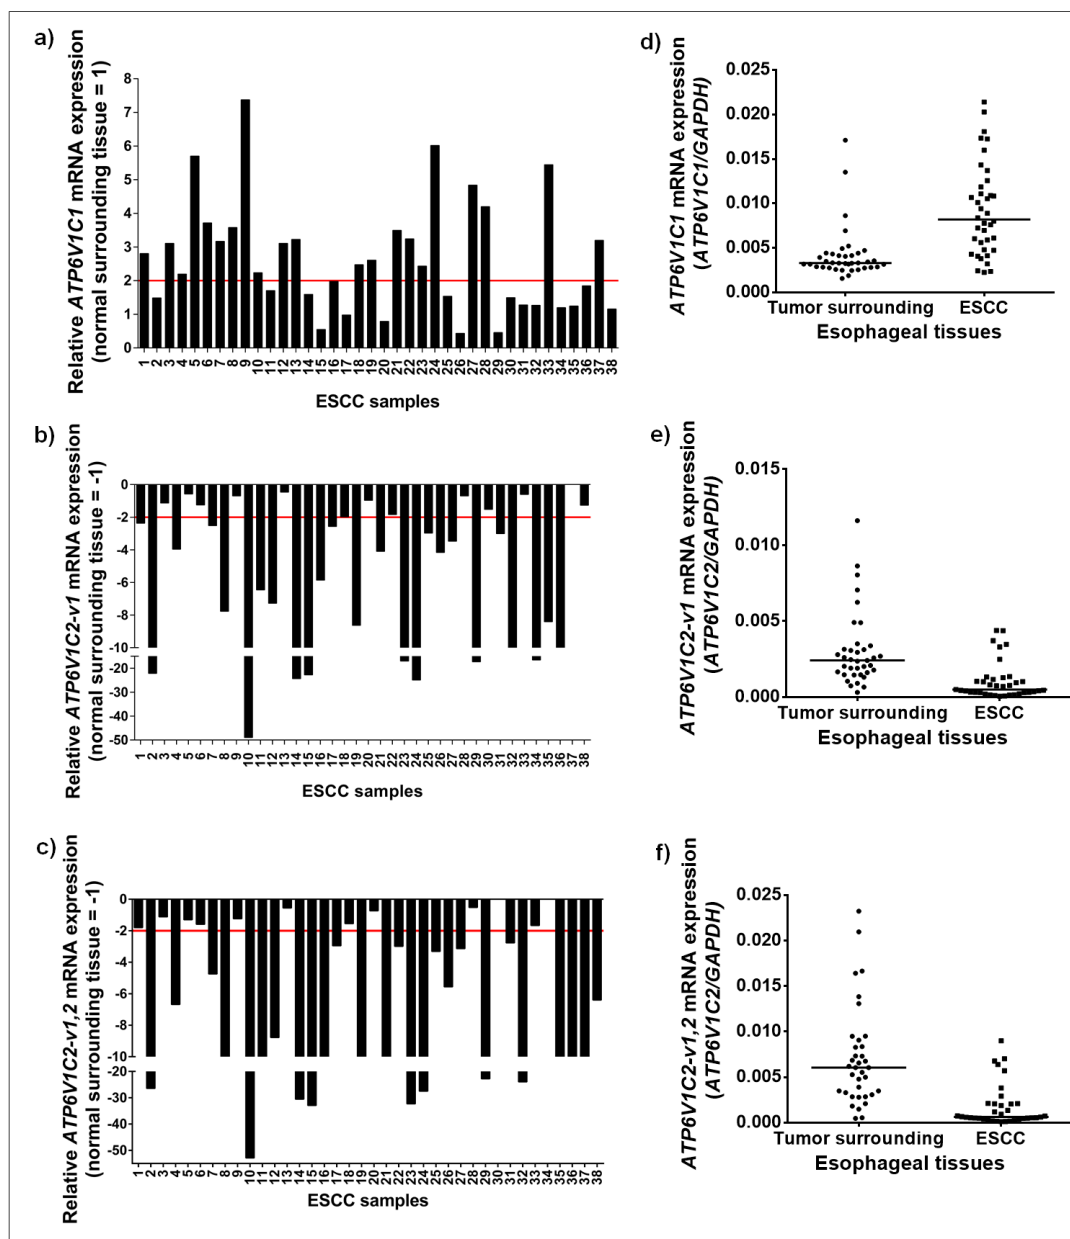 a)
Relative ATP6V1C1 mRNA expression
(normal surrounding tissue = 1)
8
7
6
5
4
3
2
1
0
1 2 3 4 5 6 7 8 9 10 11 12 13 14 15 16 17 18 19 20 21 22 23 24 25 26 27 28 29 30 31 32 33 34 35 36 37 38
ESCC samples
b)
Relative ATP6V1C2-v1 mRNA expression
(normal surrounding tissue = -1)
0
-2
-4
-6
-8
-10
-20
-30
-40
-50
1 2 3 4 5 6 7 8 9 10 11 12 13 14 15 16 17 18 19 20 21 22 23 24 25 26 27 28 29 30 31 32 33 34 35 36 37 38
ESCC samples
c)
Relative ATP6V1C2-v1,2 mRNA expression
(normal surrounding tissue = -1)
0
-2
-4
-6
-8
-10
-20
-30
-40
-50
1 2 3 4 5 6 7 8 9 10 11 12 13 14 15 16 17 18 19 20 21 22 23 24 25 26 27 28 29 30 31 32 33 34 35 36 37 38
ESCC samples
d)
ATP6V1C1 mRNA expression
(ATP6V1C1/GAPDH)
0.025
0.020
0.015
0.010
0.005
0.000
Tumor surrounding ESCC
Esophageal tissues
e)
ATP6V1C2-v1 mRNA expression
(ATP6V1C2/GAPDH)
0.015
0.010
0.005
0.000
Tumor surrounding ESCC
Esophageal tissues
f)
ATP6V1C2-v1,2 mRNA expression
(ATP6V1C2/GAPDH)
0.025
0.020
0.015
0.010
0.005
0.000
Tumor surrounding ESCC
Esophageal tissues